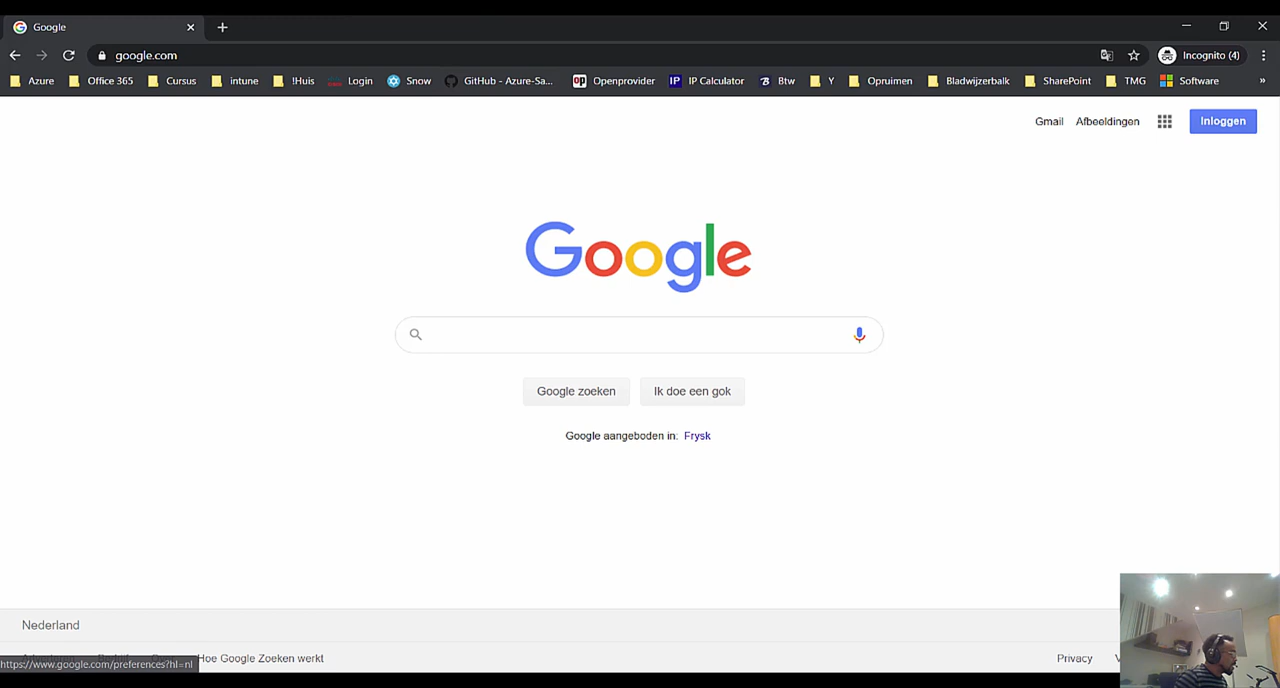 Google
google.com
Incognito (4)
Azure Office 365 Cursus intune !Huis Login Snow GitHub - Azure-Sa... Openprovider IP IP Calculator Btw Y Opruimen Bladwijzerbalk SharePoint TMG Software »
Gmail Afbeeldingen Inloggen
Google
Google zoeken Ik doe een gok
Google aangeboden in: Frysk
Nederland
Hoe Google Zoeken werkt Privacy
https://www.google.com/preferences?hl=nl